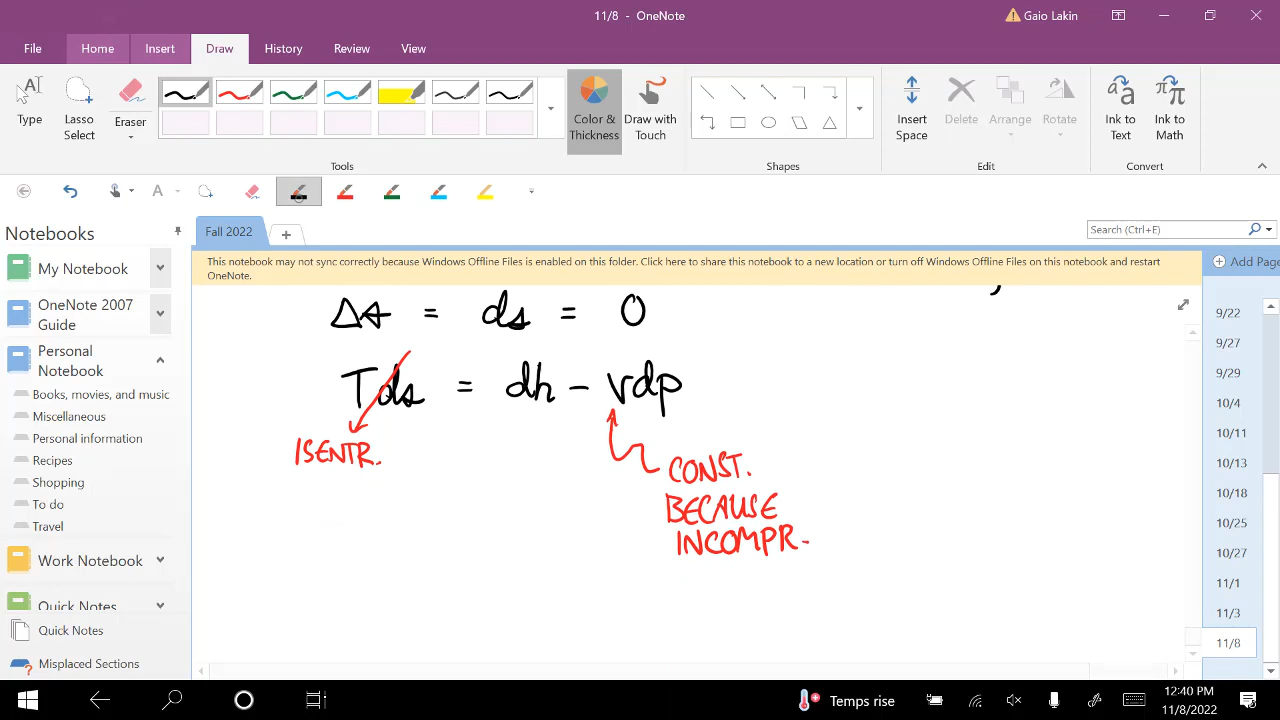 11/8 - OneNote
Gaio Lakin
File Home Insert Draw History Review View
Type
Lasso Select
Eraser
Color & Thickness
Draw with Touch
Insert Space
Delete
Arrange
Rotate
Ink to Text
Ink to Math
Tools
Shapes
Edit
Convert
A
Notebooks
Fall 2022
+
Search (Ctrl+E)
This notebook may not sync correctly because Windows Offline Files is enabled on this folder. Click here to share this notebook to a new location or turn off Windows Offline Files on this notebook and restart
OneNote.
Add Page
My Notebook
OneNote 2007
Guide
Personal
Notebook
Books, movies, and music
Miscellaneous
Personal information
Recipes
Shopping
To do
Travel
Work Notebook
Quick Notes
Quick Notes
Misplaced Sections
Δs = ds = 0
Tds = dh - vdp
ISENTR.
CONST.
BECAUSE
INCOMPR.
9/22
9/27
9/29
10/4
10/11
10/13
10/18
10/25
10/27
11/1
11/3
11/8
Temps rise
12:40 PM
11/8/2022